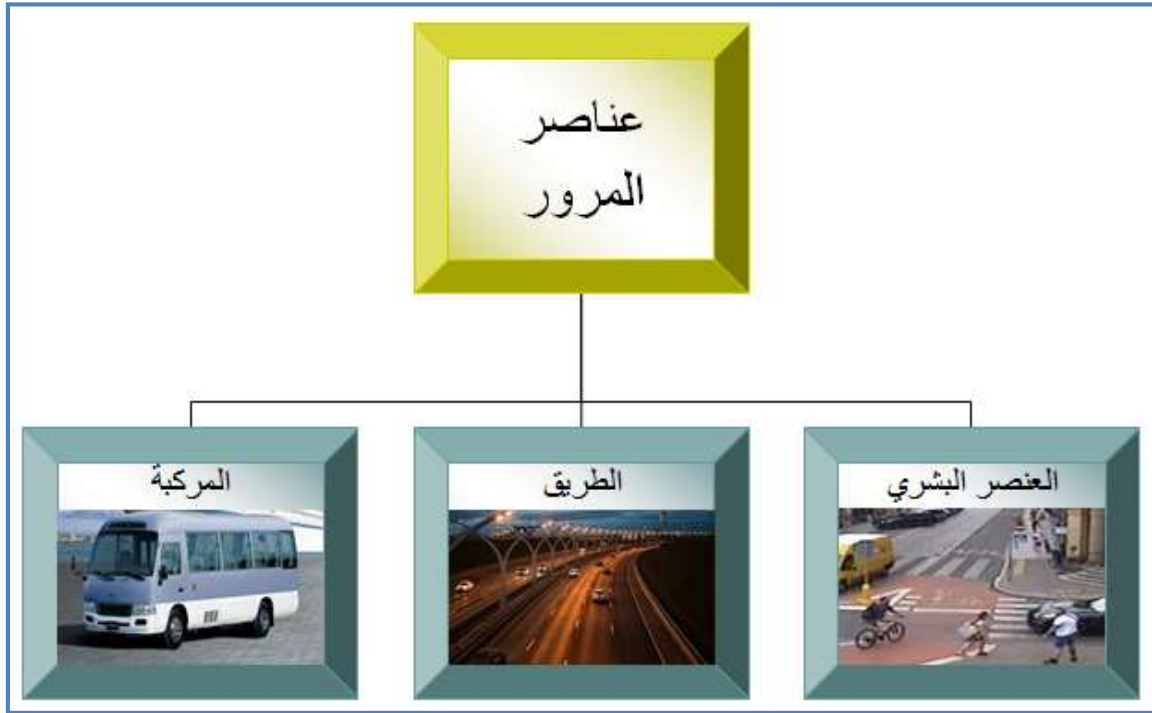 عناصر
المرور
العنصر البشري
الطريق
المركبة